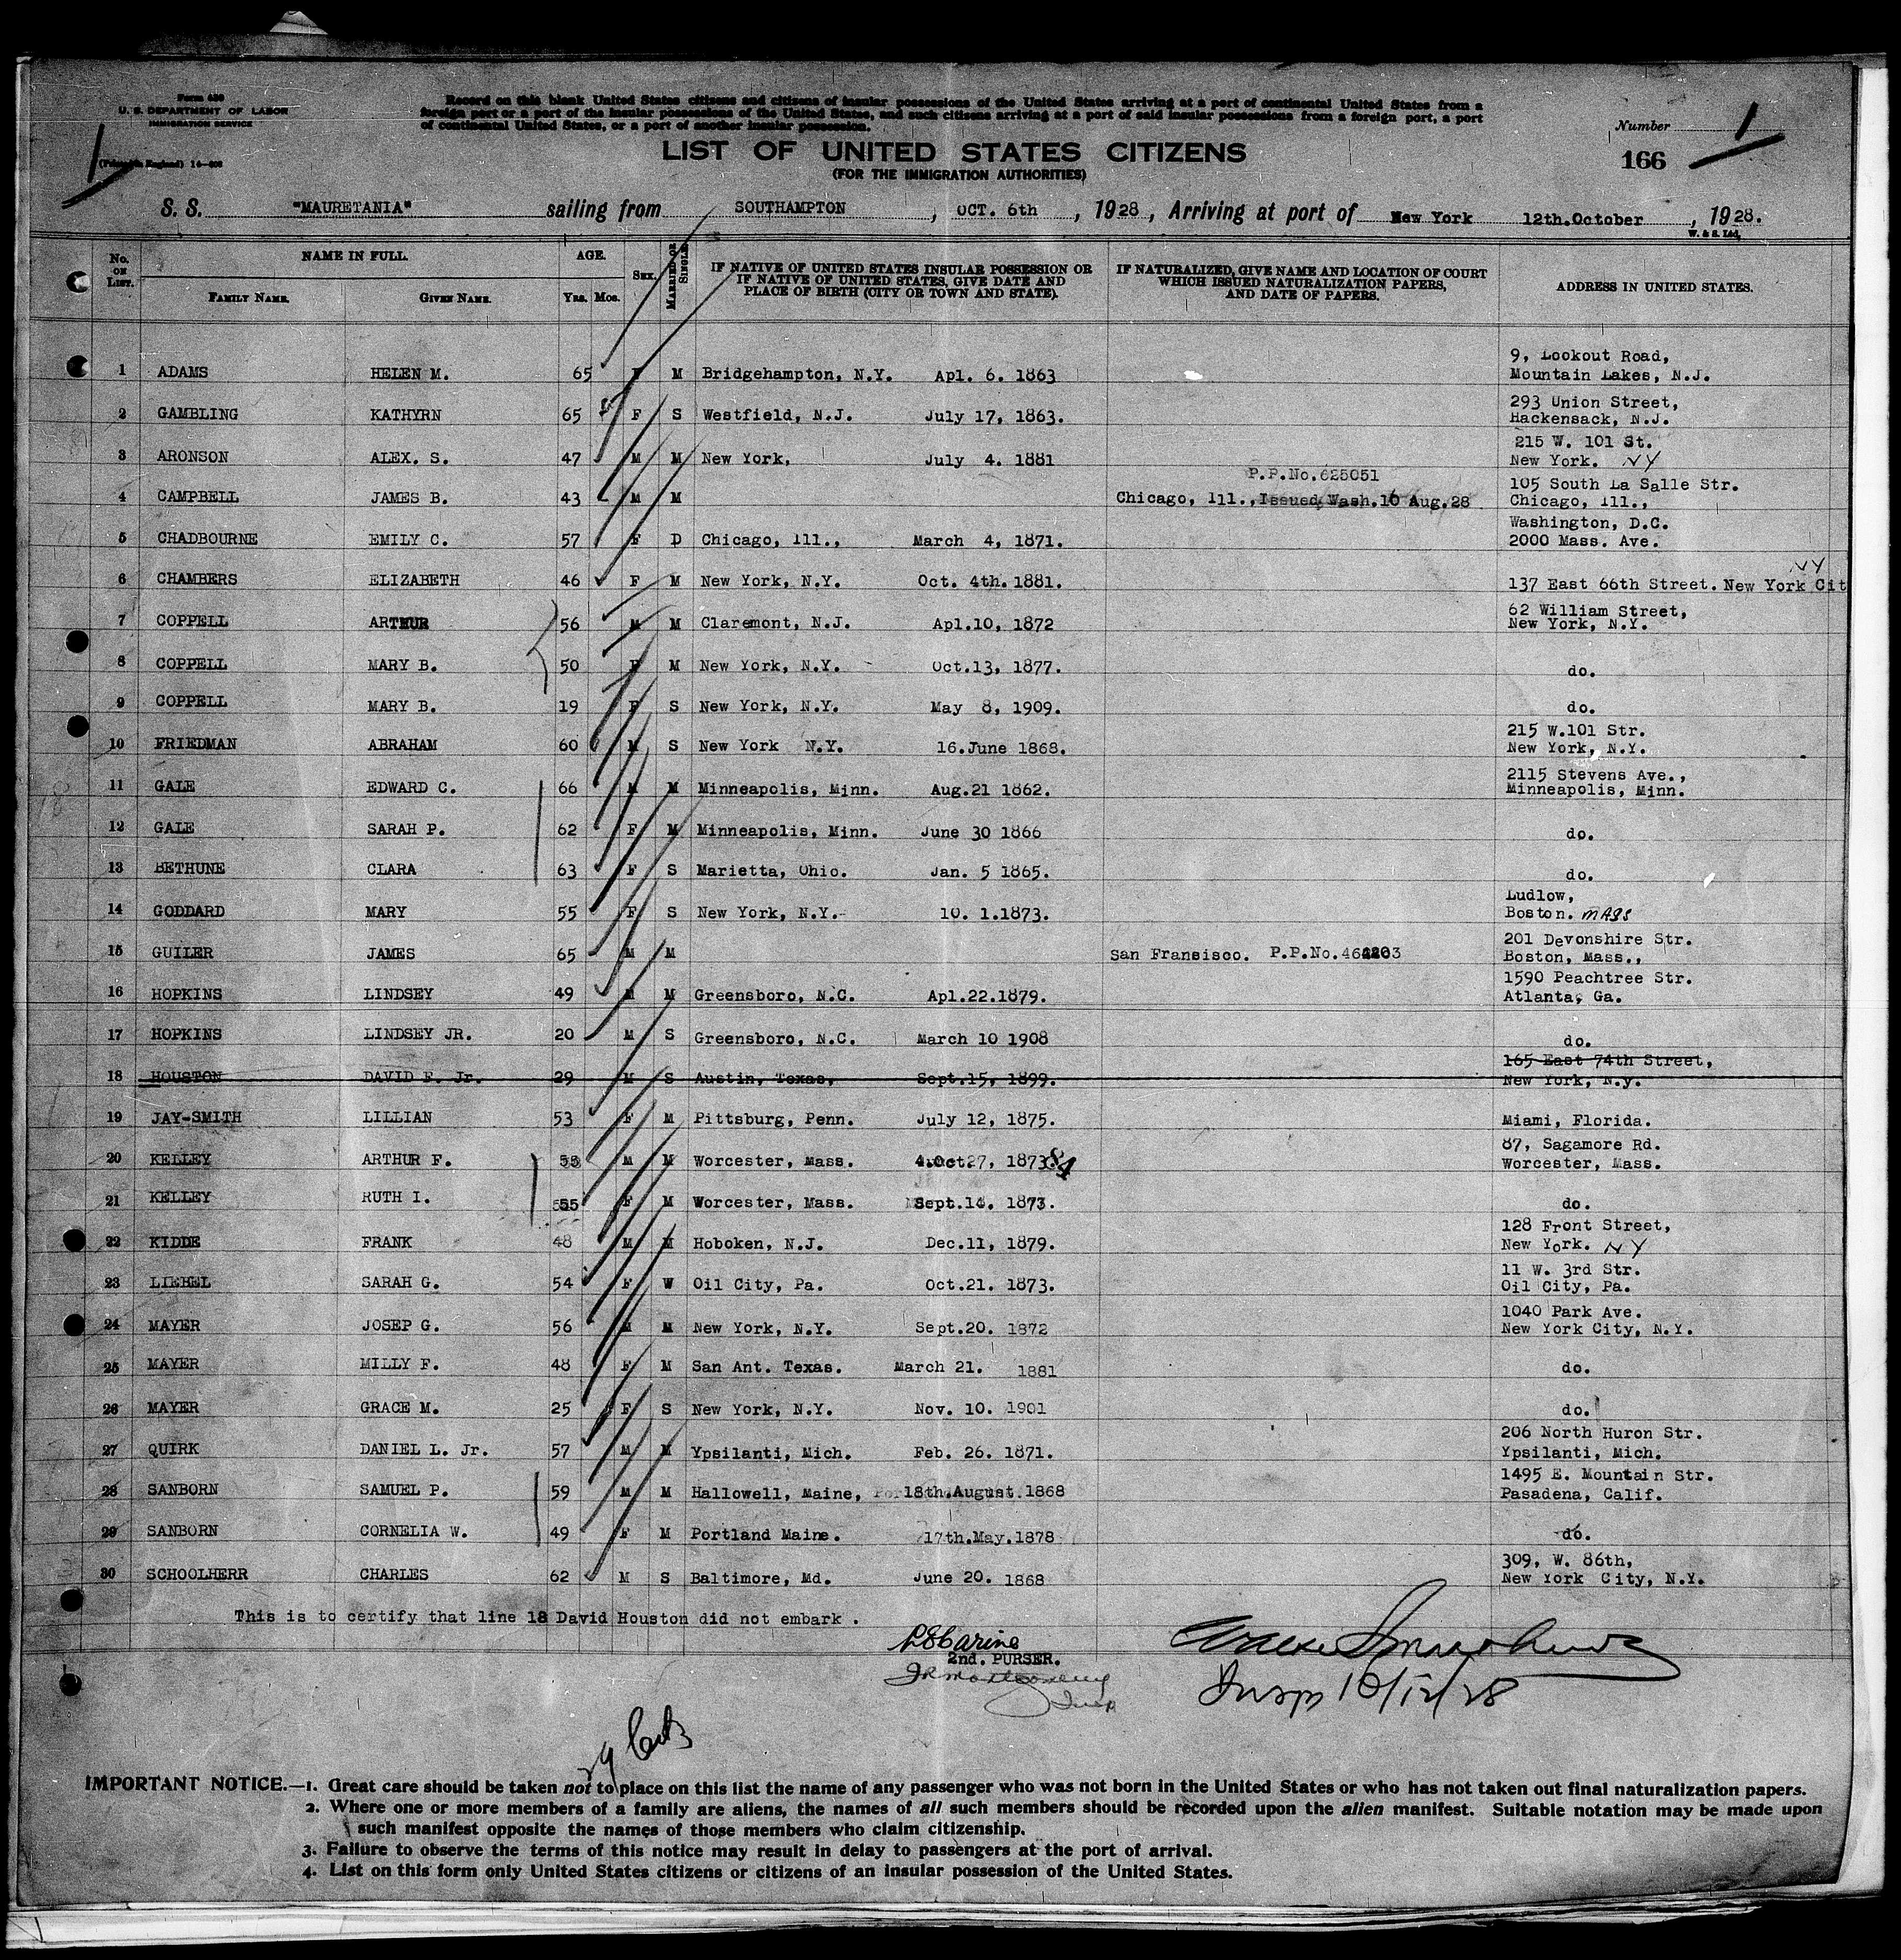 Form 630
U. S. DEPARTMENT OF LABOR
IMMIGRATION SERVICE
Record on this blank United States citizens and citizens of insular possessions of the United States arriving at a port of continental United States from a
foreign port or a port of the insular possessions of the United States, and such citizens arriving at a port of said insular possessions from a foreign port, a port
of continental United States, or a port of another insular possession.
Number 1
166
1
LIST OF UNITED STATES CITIZENS
(FOR THE IMMIGRATION AUTHORITIES)
S. S. "MAURETANIA" sailing from SOUTHAMPTON, OCT. 6th, 1928, Arriving at port of New York 12th.October, 1928.
W. & S. Ltd.
No. ON LIST. NAME IN FULL. FAMILY NAME. GIVEN NAME. AGE. Yrs. Mos. SEX. MARRIED OR SINGLE. IF NATIVE OF UNITED STATES INSULAR POSSESSION OR IF NATIVE OF UNITED STATES, GIVE DATE AND PLACE OF BIRTH (CITY OR TOWN AND STATE). IF NATURALIZED, GIVE NAME AND LOCATION OF COURT WHICH ISSUED NATURALIZATION PAPERS, AND DATE OF PAPERS. ADDRESS IN UNITED STATES.
1 ADAMS HELEN M. 65 F M Bridgehampton, N.Y. Apl. 6. 1863 9, Lookout Road, Mountain Lakes, N.J.
2 GAMBLING KATHYRN 65 F S Westfield, N.J. July 17, 1863. 293 Union Street, Hackensack, N.J.
3 ARONSON ALEX. S. 47 M M New York, July 4. 1881 215 W. 101 St. New York. NY
4 CAMPBELL JAMES B. 43 M M Chicago, Ill., P.P.No.625051 Issued Wash. 16 Aug.28 105 South La Salle Str. Chicago, Ill.,
5 CHADBOURNE EMILY C. 57 F D Chicago, Ill., March 4, 1871. Washington, D.C. 2000 Mass. Ave.
6 CHAMBERS ELIZABETH 46 F M New York, N.Y. Oct. 4th. 1881. 137 East 66th Street. New York Cit NY
7 COPPELL ARTHUR 56 M M Claremont, N.J. Apl.10, 1872 62 William Street, New York, N.Y.
8 COPPELL MARY B. 50 F M New York, N.Y. Oct.13, 1877. do.
9 COPPELL MARY B. 19 F S New York, N.Y. May 8, 1909. do.
10 FRIEDMAN ABRAHAM 60 M S New York N.Y. 16.June 1868. 215 W.101 Str. New York, N.Y.
11 GALE EDWARD C. 66 M M Minneapolis, Minn. Aug.21 1862. 2115 Stevens Ave., Minneapolis, Minn.
12 GALE SARAH P. 62 F M Minneapolis, Minn. June 30 1866 do.
13 BETHUNE CLARA 63 F S Marietta, Ohio. Jan. 5 1865. do.
14 GODDARD MARY 55 F S New York, N.Y. 10. 1.1873. Ludlow, Boston. MASS
15 GUILER JAMES 65 M M San Fransisco. P.P.No. 201 Devonshire Str. Boston, Mass.,
16 HOPKINS LINDSEY 49 M M Greensboro, N.C. Apl.22.1879. 1590 Peachtree Str. Atlanta, Ga.
17 HOPKINS LINDSEY JR. 20 M S Greensboro, N.C. March 10 1908 do.
18 HOUSTON DAVID F. Jr. 29 M S Austin, Texas, Sept.15, 1899. 165 East 74th Street, New York, N.y.
19 JAY-SMITH LILLIAN 53 F M Pittsburg, Penn. July 12, 1875. Miami, Florida.
20 KELLEY ARTHUR F. 55 M M Worcester, Mass. Oct27, 1873 84 87, Sagamore Rd. Worcester, Mass.
21 KELLEY RUTH I. 55 F M Worcester, Mass. Sept.14. 1873. do.
22 KIDDE FRANK 48 M M Hoboken, N.J. Dec.11, 1879. 128 Front Street, New York. NY
23 LIEBEL SARAH G. 54 F W Oil City, Pa. Oct.21. 1873. 11 W. 3rd Str. Oil City, Pa.
24 MAYER JOSEP G. 56 M M New York, N.Y. Sept.20. 1872 1040 Park Ave. New York City, N.Y.
25 MAYER MILLY F. 48 F M San Ant. Texas. March 21. 1881 do.
26 MAYER GRACE M. 25 F S New York, N.Y. Nov. 10. 1901 do.
27 QUIRK DANIEL L. Jr. 57 M M Ypsilanti, Mich. Feb. 26. 1871. 206 North Huron Str. Ypsilanti, Mich.
28 SANBORN SAMUEL P. 59 M M Hallowell, Maine, 18th.August.1868 1495 E. Mountain Str. Pasadena, Calif.
29 SANBORN CORNELIA W. 49 F M Portland Maine. 17th.May.1878 do.
30 SCHOOLHERR CHARLES 62 M S Baltimore, Md. June 20. 1868 309, W. 86th, New York City, N.Y.
This is to certify that line 18 David Houston did not embark .
2nd. PURSER.
Insp 10/12/28
Insp
29
IMPORTANT NOTICE.—1. Great care should be taken not to place on this list the name of any passenger who was not born in the United States or who has not taken out final naturalization papers.
2. Where one or more members of a family are aliens, the names of all such members should be recorded upon the alien manifest. Suitable notation may be made upon
such manifest opposite the names of those members who claim citizenship.
3. Failure to observe the terms of this notice may result in delay to passengers at the port of arrival.
4. List on this form only United States citizens or citizens of an insular possession of the United States.